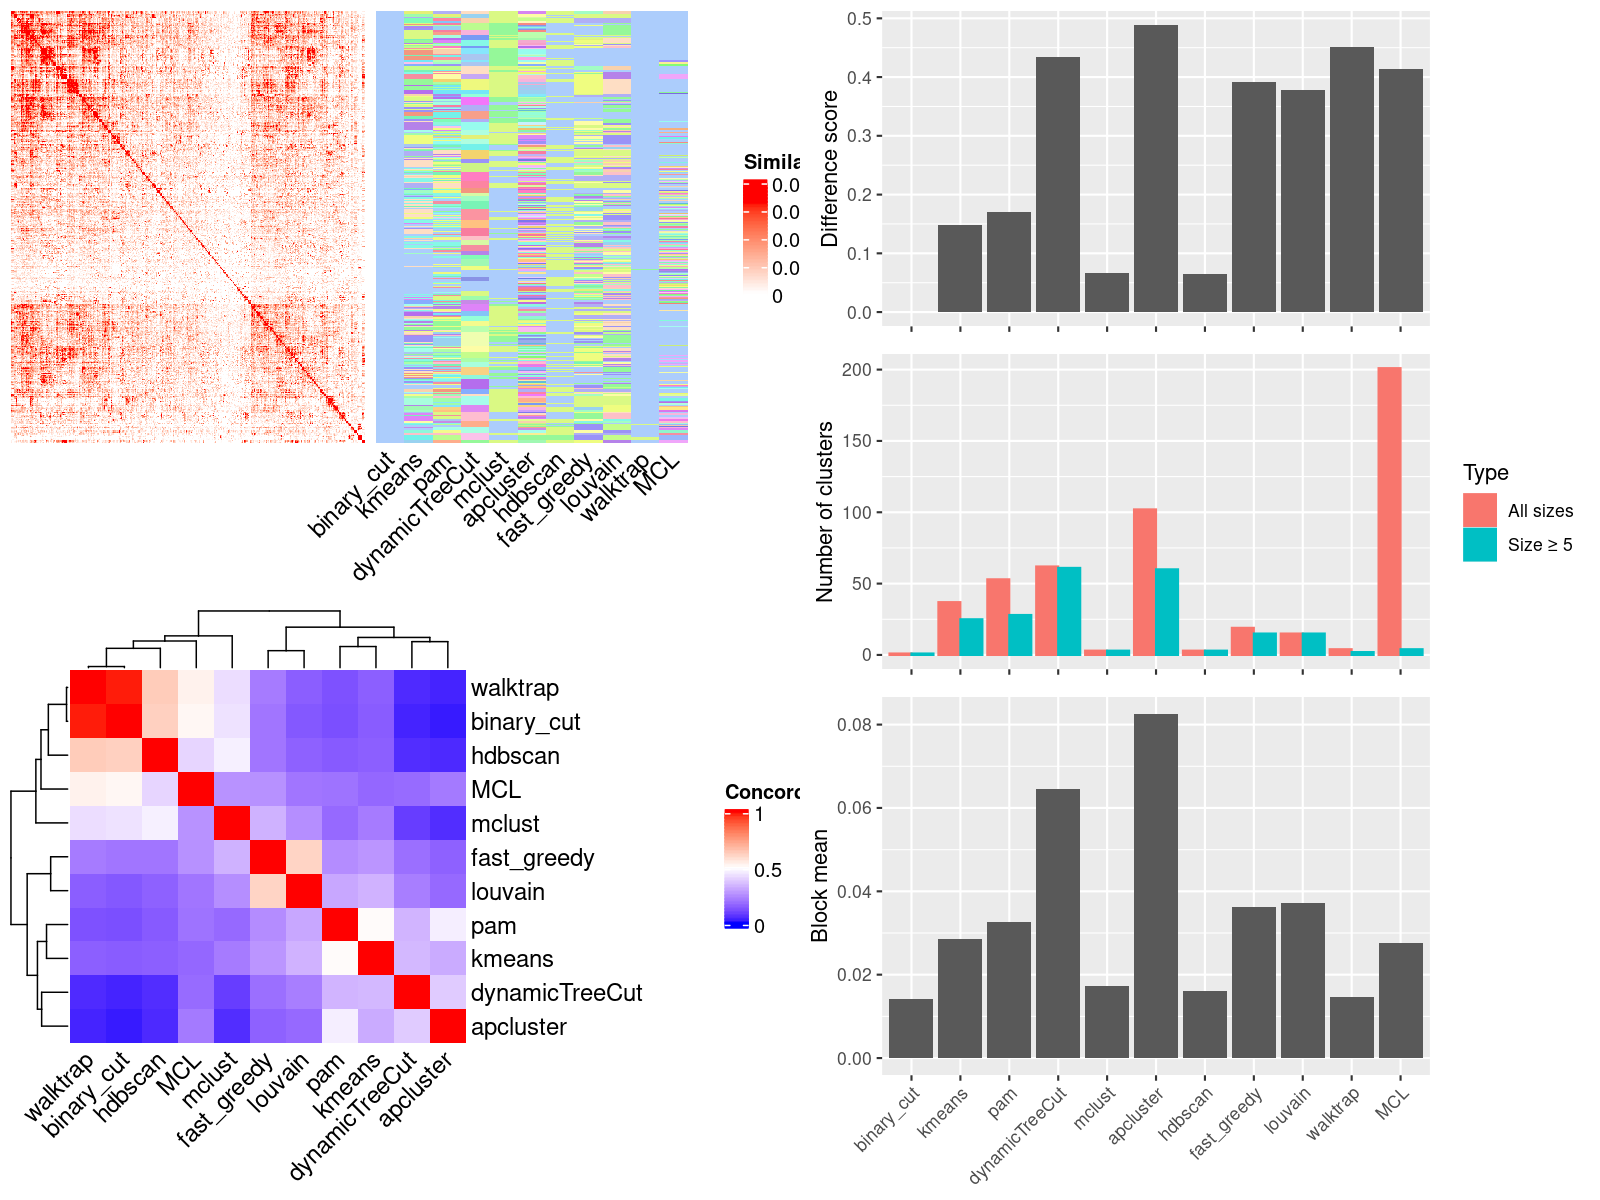 Simila
0.0
0.0
0.0
0.0
0
binary_cut
kmeans
pam
dynamicTreeCut
mclust
apcluster
hdbscan
fast_greedy
louvain
walktrap
MCL
walktrap
binary_cut
hdbscan
MCL
mclust
fast_greedy
louvain
pam
kmeans
dynamicTreeCut
apcluster
walktrap
binary_cut
hdbscan
MCL
mclust
fast_greedy
louvain
pam
kmeans
dynamicTreeCut
apcluster
Concord
1
0.5
0
Difference score
0.5
0.4
0.3
0.2
0.1
0.0
Number of clusters
200
150
100
50
0
Type
All sizes
Size ≥ 5
Block mean
0.08
0.06
0.04
0.02
0.00
binary_cut
kmeans
pam
dynamicTreeCut
mclust
apcluster
hdbscan
fast_greedy
louvain
walktrap
MCL